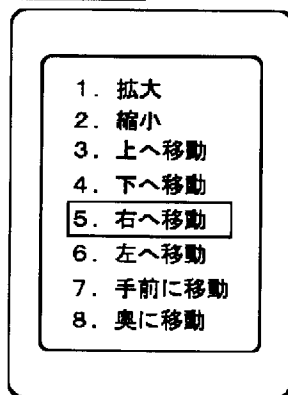 1. 拡大
2. 縮小
3. 上へ移動
4. 下へ移動
5. 右へ移動
6. 左へ移動
7. 手前に移動
8. 奥に移動